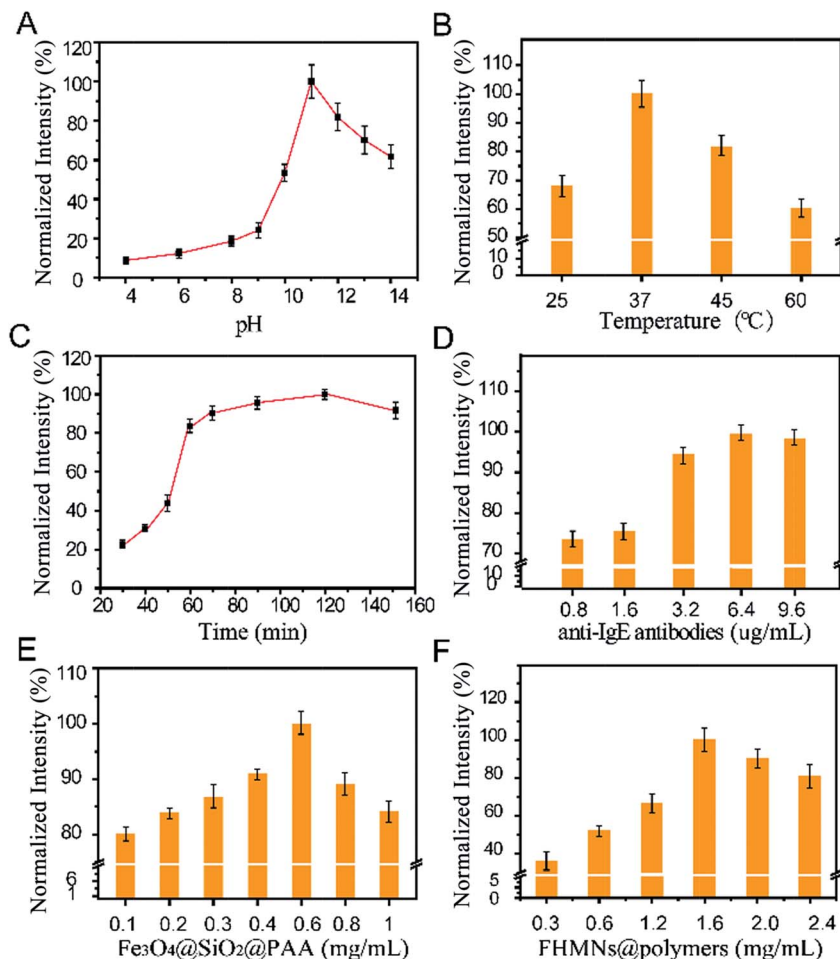 A
Normalized Intensity (%)
120
100
80
60
40
20
0
4 6 8 10 12 14
pH
B
Normalized Intensity (%)
110
100
90
80
70
60
50
10
0
25 37 45 60
Temperature (℃)
C
Normalized Intensity (%)
120
100
80
60
40
20
0
20 40 60 80 100 120 140 160
Time (min)
D
Normalized Intensity (%)
110
100
90
80
70
10
0
0.8 1.6 3.2 6.4 9.6
anti-IgE antibodies (ug/mL)
E
Normalized Intensity (%)
110
100
90
80
6
1
0.1 0.2 0.3 0.4 0.6 0.8 1
Fe₃O₄@SiO₂@PAA (mg/mL)
F
Normalized Intensity (%)
120
100
80
60
40
5
0
0.3 0.6 1.2 1.6 2.0 2.4
FHMNs@polymers (mg/mL)